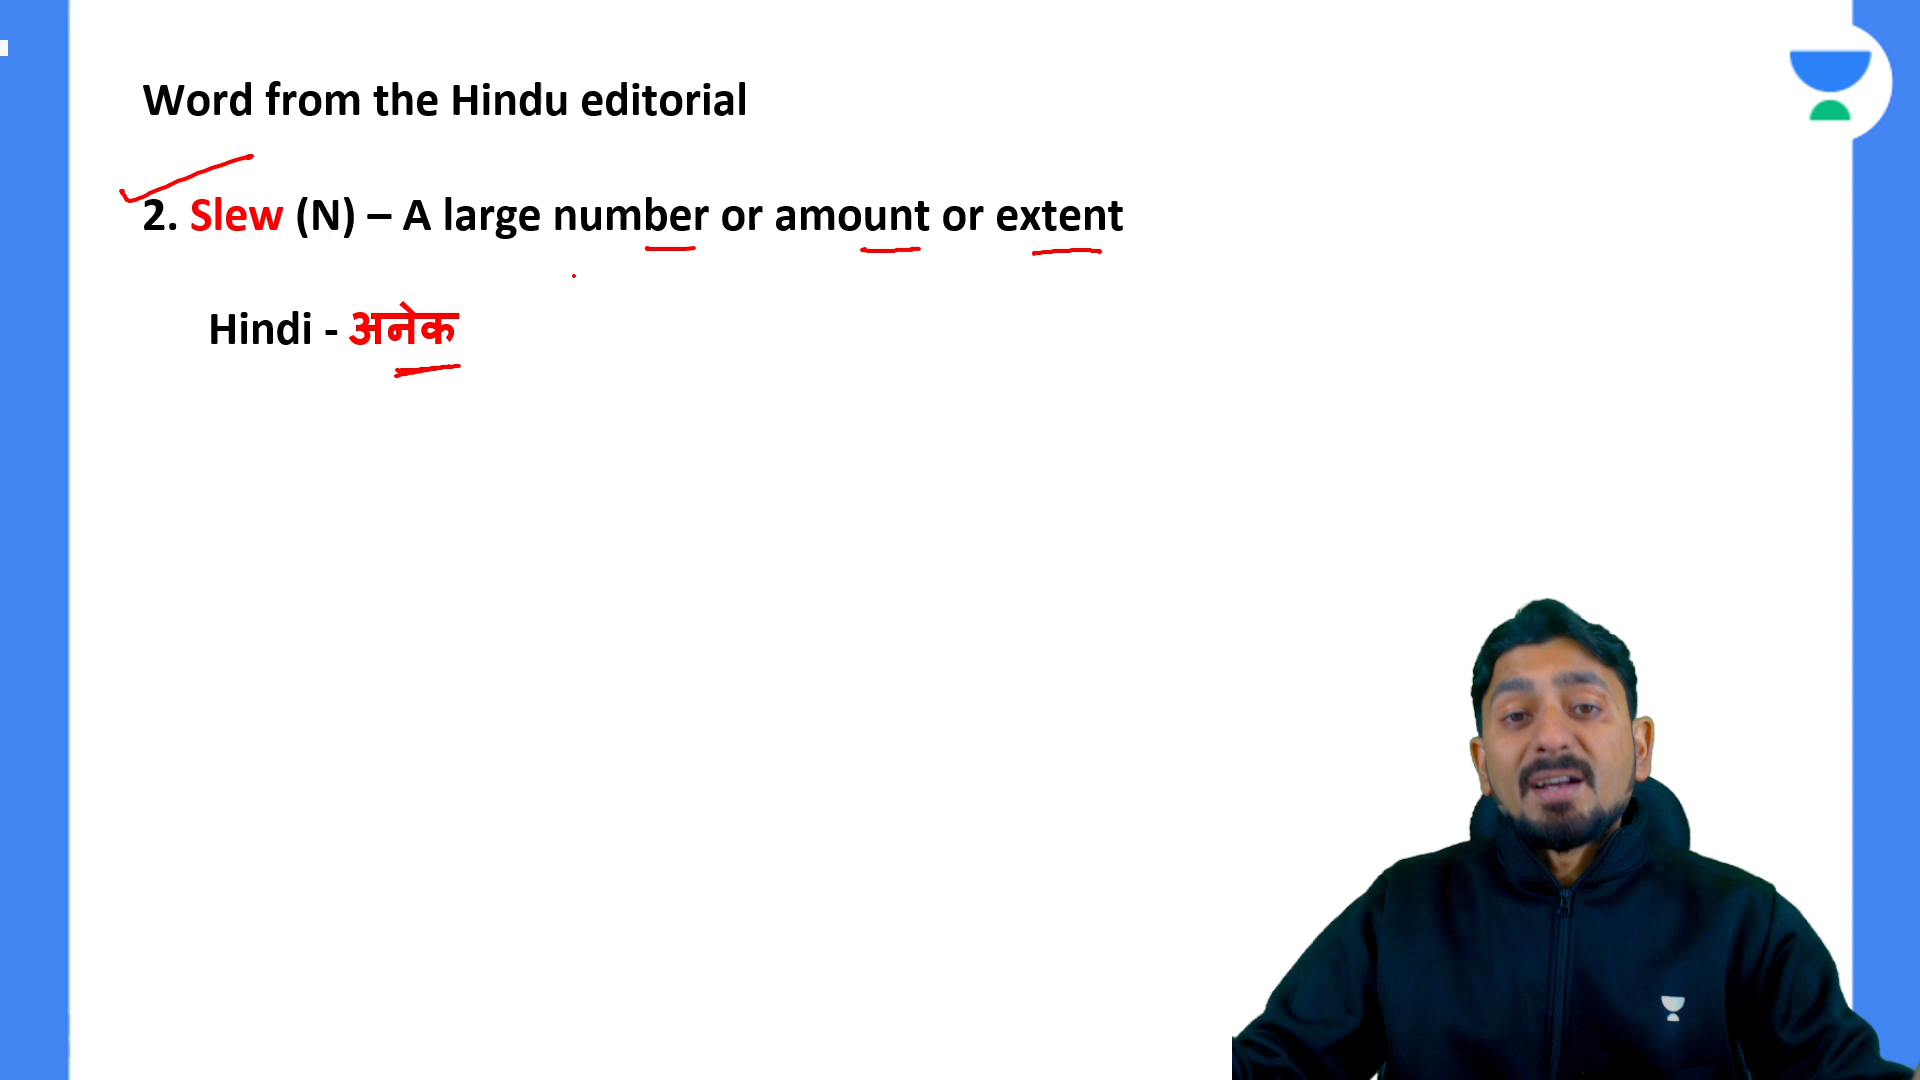 Word from the Hindu editorial
2. Slew (N) – A large number or amount or extent
Hindi - अनेक